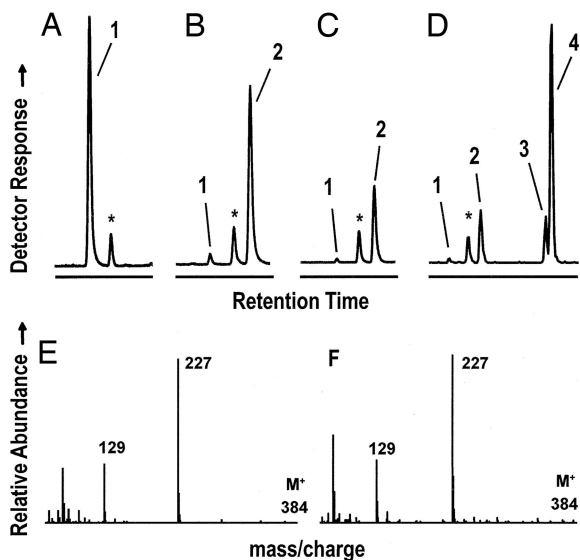 A
B
C
D
1
2
1
*
*
2
1
*
4
3
2
1
*
Detector Response →
Retention Time
E
F
227
227
129
129
M+
384
M+
384
Relative Abundance →
mass/charge